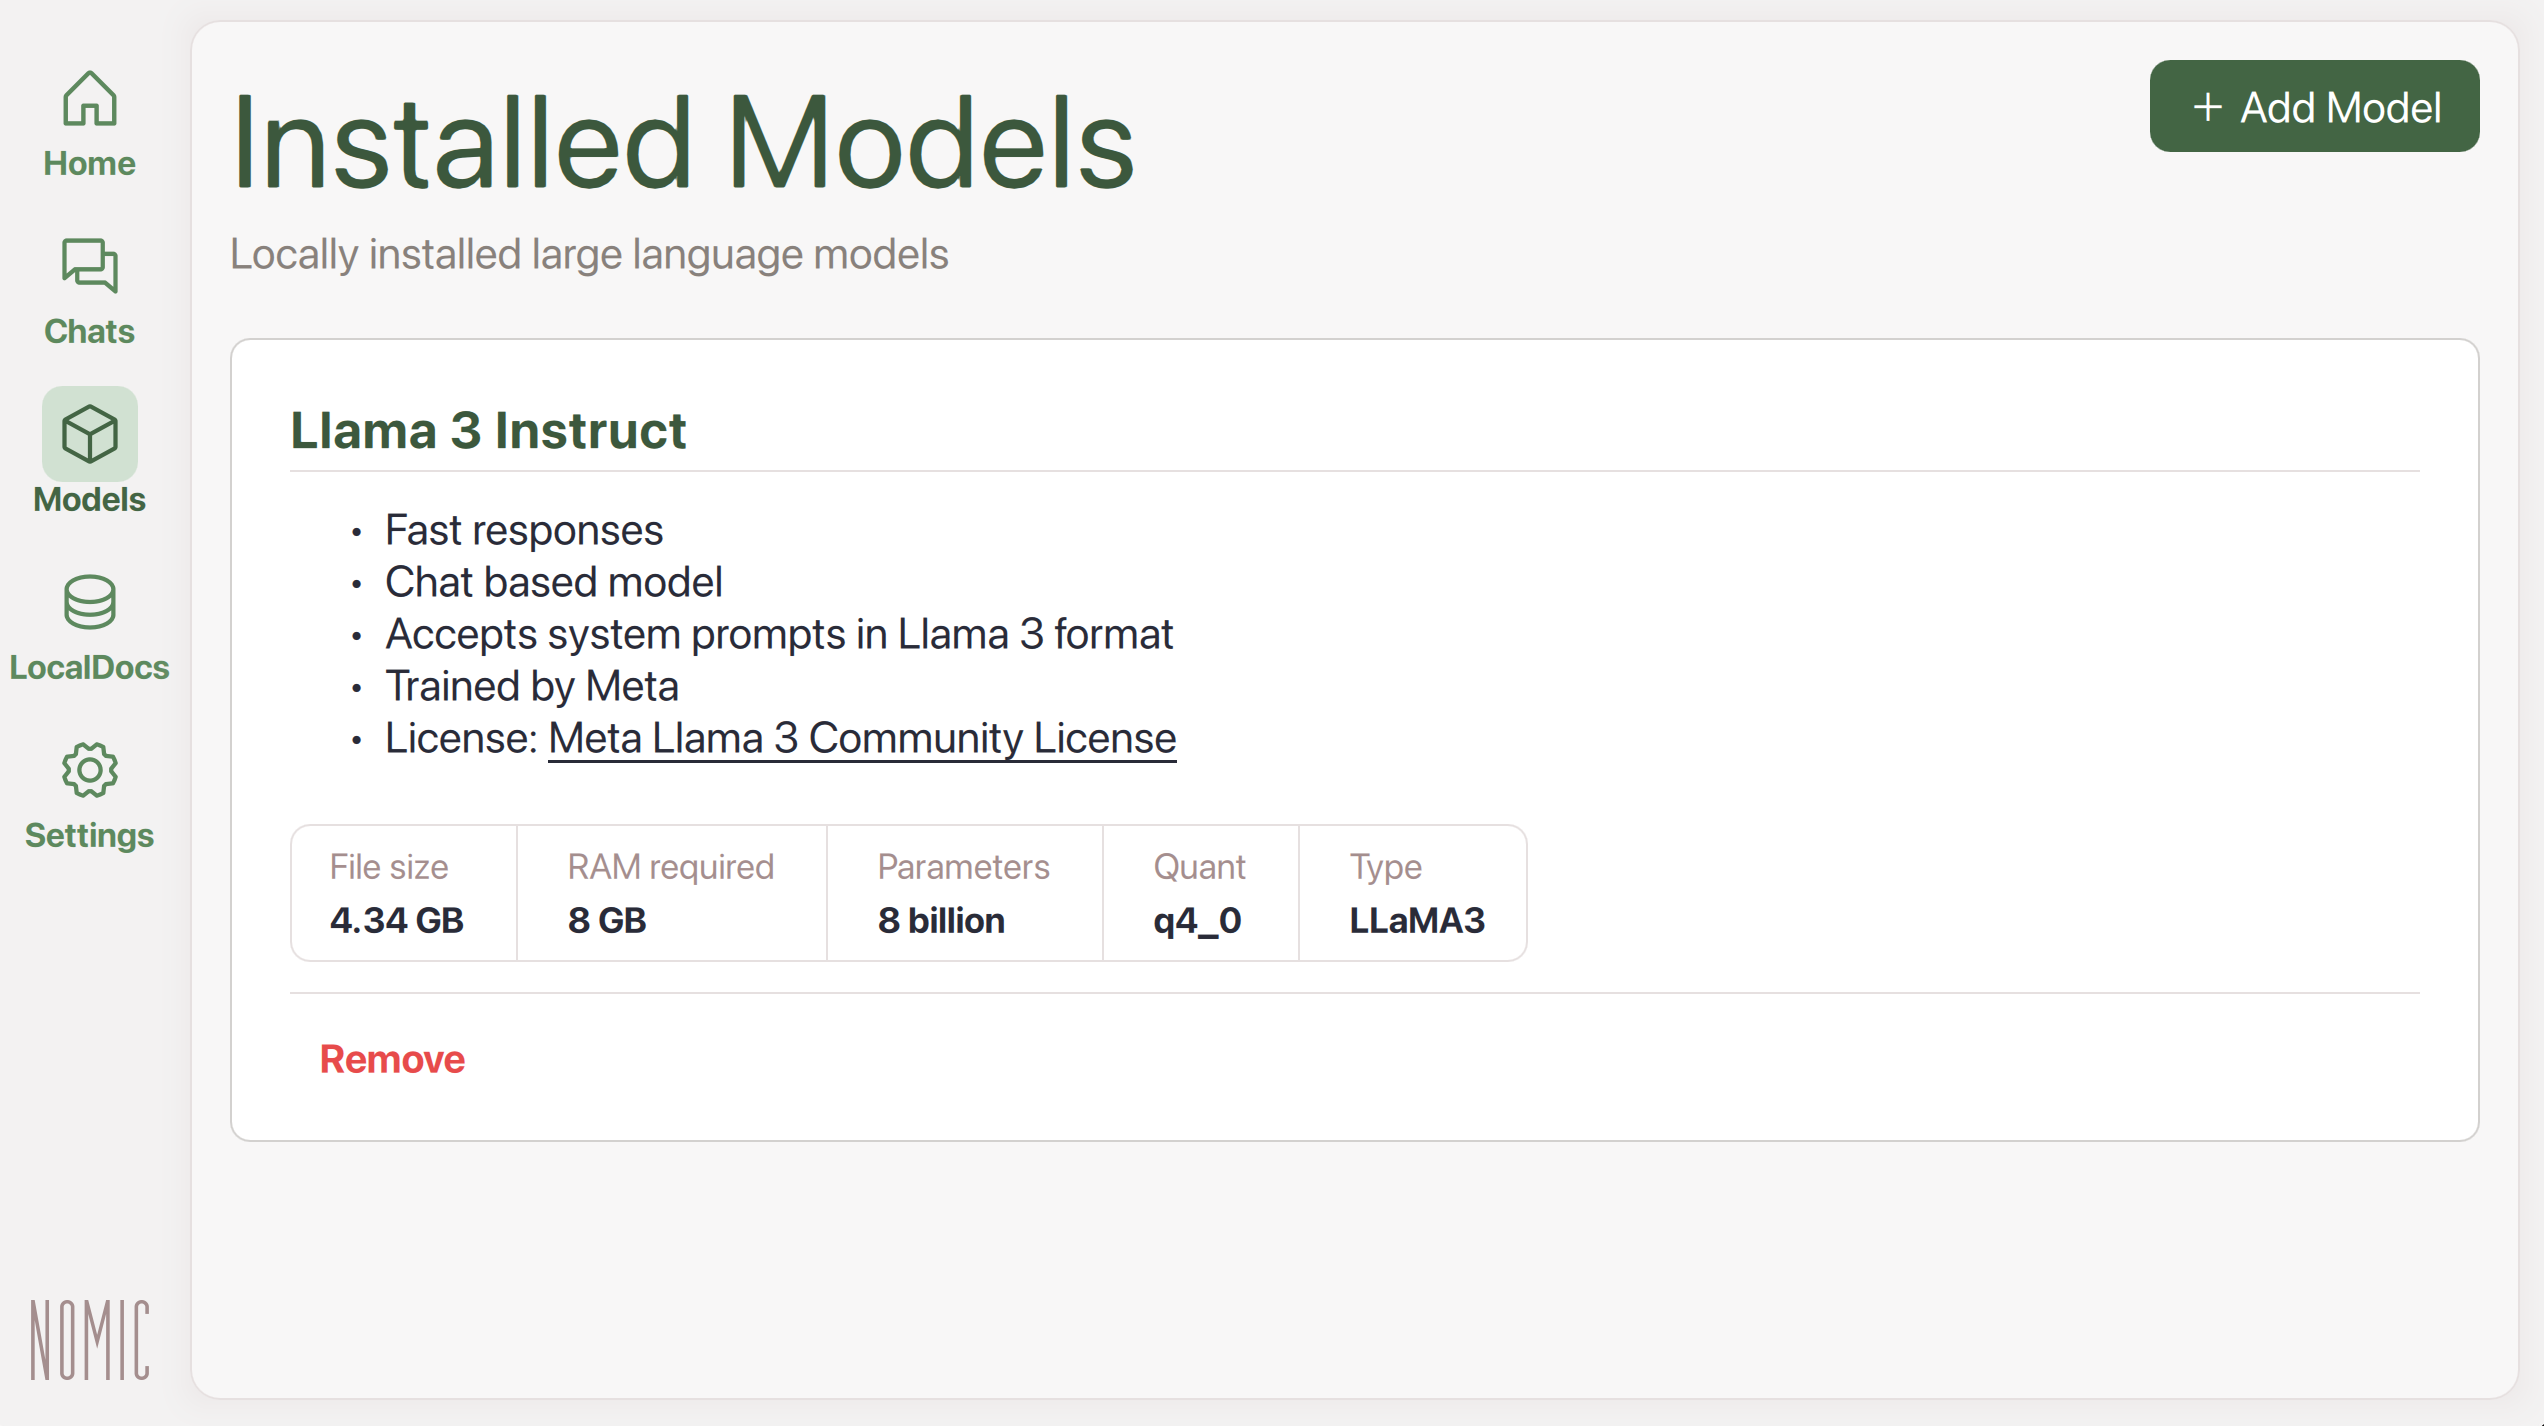 Home
Chats
Models
LocalDocs
Settings
NOMIC
Installed Models
+ Add Model
Locally installed large language models
Llama 3 Instruct
• Fast responses
• Chat based model
• Accepts system prompts in Llama 3 format
• Trained by Meta
• License: Meta Llama 3 Community License
File size RAM required Parameters Quant Type
4.34 GB 8 GB 8 billion q4_0 LLaMA3
Remove